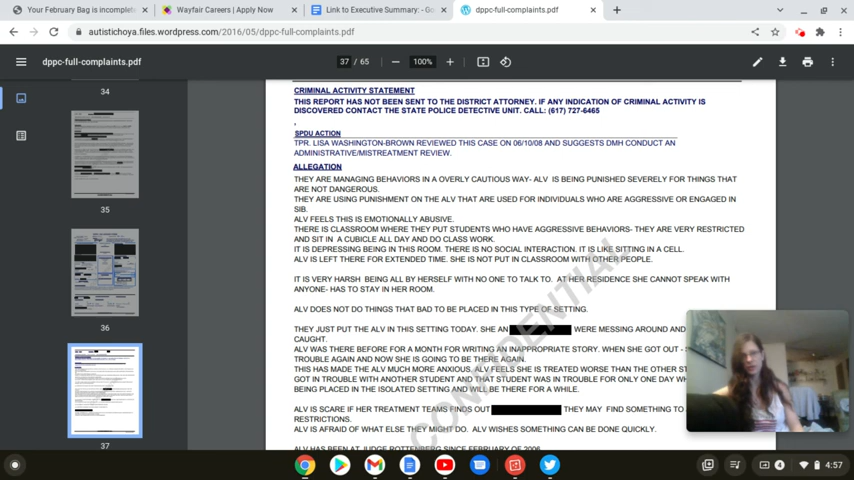 Your February Bag is incomplete
Wayfair Careers | Apply Now
Link to Executive Summary: - Go
dppc-full-complaints.pdf
autistichoya.files.wordpress.com/2016/05/dppc-full-complaints.pdf
dppc-full-complaints.pdf
37 / 65
100%
34
35
36
37
CRIMINAL ACTIVITY STATEMENT
THIS REPORT HAS NOT BEEN SENT TO THE DISTRICT ATTORNEY. IF ANY INDICATION OF CRIMINAL ACTIVITY IS
DISCOVERED CONTACT THE STATE POLICE DETECTIVE UNIT. CALL: (617) 727-6465
,
SPDU ACTION
TPR. LISA WASHINGTON-BROWN REVIEWED THIS CASE ON 06/10/08 AND SUGGESTS DMH CONDUCT AN
ADMINISTRATIVE/MISTREATMENT REVIEW.
ALLEGATION
THEY ARE MANAGING BEHAVIORS IN A OVERLY CAUTIOUS WAY- ALV IS BEING PUNISHED SEVERELY FOR THINGS THAT
ARE NOT DANGEROUS.
THEY ARE USING PUNISHMENT ON THE ALV THAT ARE USED FOR INDIVIDUALS WHO ARE AGGRESSIVE OR ENGAGED IN
SIB.
ALV FEELS THIS IS EMOTIONALLY ABUSIVE.
THERE IS CLASSROOM WHERE THEY PUT STUDENTS WHO HAVE AGGRESSIVE BEHAVIORS- THEY ARE VERY RESTRICTED
AND SIT IN A CUBICLE ALL DAY AND DO CLASS WORK.
IT IS DEPRESSING BEING IN THIS ROOM. THERE IS NO SOCIAL INTERACTION. IT IS LIKE SITTING IN A CELL.
ALV IS LEFT THERE FOR EXTENDED TIME. SHE IS NOT PUT IN CLASSROOM WITH OTHER PEOPLE.
IT IS VERY HARSH BEING ALL BY HERSELF WITH NO ONE TO TALK TO. AT HER RESIDENCE SHE CANNOT SPEAK WITH
ANYONE- HAS TO STAY IN HER ROOM.
ALV DOES NOT DO THINGS THAT BAD TO BE PLACED IN THIS TYPE OF SETTING.
THEY JUST PUT THE ALV IN THIS SETTING TODAY. SHE AN WERE MESSING AROUND AND
CAUGHT.
ALV WAS THERE BEFORE FOR A MONTH FOR WRITING AN INAPPROPRIATE STORY. WHEN SHE GOT OUT -
TROUBLE AGAIN AND NOW SHE IS GOING TO BE THERE AGAIN.
THIS HAS MADE THE ALV MUCH MORE ANXIOUS. ALV FEELS SHE IS TREATED WORSE THAN THE OTHER
GOT IN TROUBLE WITH ANOTHER STUDENT AND THAT STUDENT WAS IN TROUBLE FOR ONLY ONE DAY
BEING PLACED IN THE ISOLATED SETTING AND WILL BE THERE FOR A WHILE.
ALV IS SCARE IF HER TREATMENT TEAMS FINDS OUT THEY MAY FIND SOMETHING TO
RESTRICTIONS.
ALV IS AFRAID OF WHAT ELSE THEY MIGHT DO. ALV WISHES SOMETHING CAN BE DONE QUICKLY.
ALV HAS BEEN AT JUDGE ROTTENBERG SINCE FEBRUARY OF 2006
CONFIDENTIAL
4
4:57